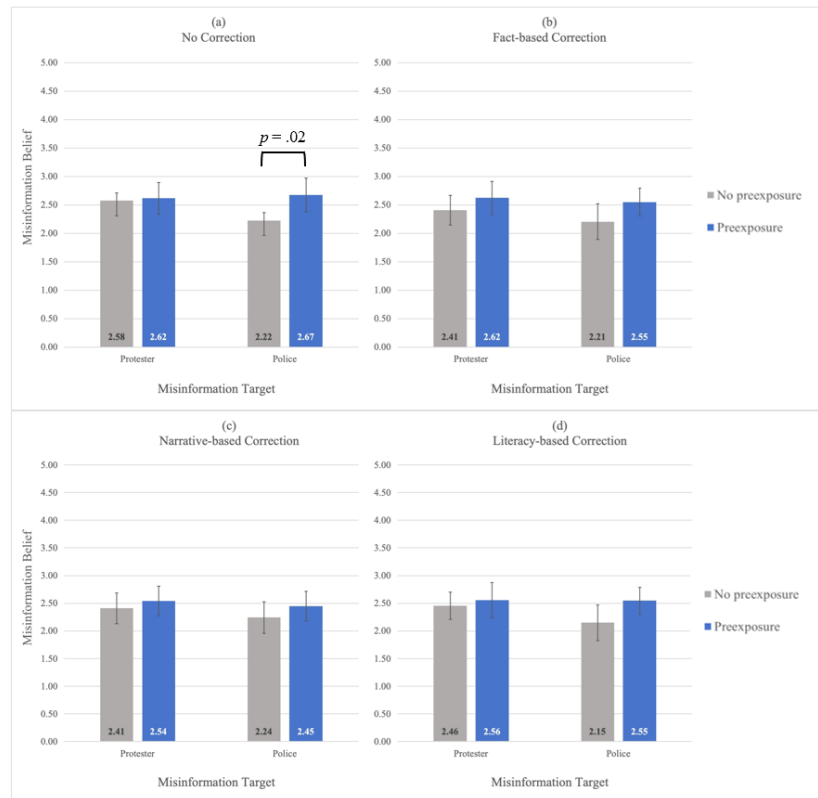 (a)
No Correction
5.00
4.50
4.00
3.50
3.00
2.50
2.00
1.50
1.00
0.50
0.00
Misinformation Belief
p = .02
2.58
2.62
2.22
2.67
Protester
Police
Misinformation Target
(b)
Fact-based Correction
5.00
4.50
4.00
3.50
3.00
2.50
2.00
1.50
1.00
0.50
0.00
2.41
2.62
2.21
2.55
Protester
Police
Misinformation Target
No preexposure
Preexposure
(c)
Narrative-based Correction
5.00
4.50
4.00
3.50
3.00
2.50
2.00
1.50
1.00
0.50
0.00
Misinformation Belief
2.41
2.54
2.24
2.45
Protester
Police
Misinformation Target
(d)
Literacy-based Correction
5.00
4.50
4.00
3.50
3.00
2.50
2.00
1.50
1.00
0.50
0.00
2.46
2.56
2.15
2.55
Protester
Police
Misinformation Target
No preexposure
Preexposure